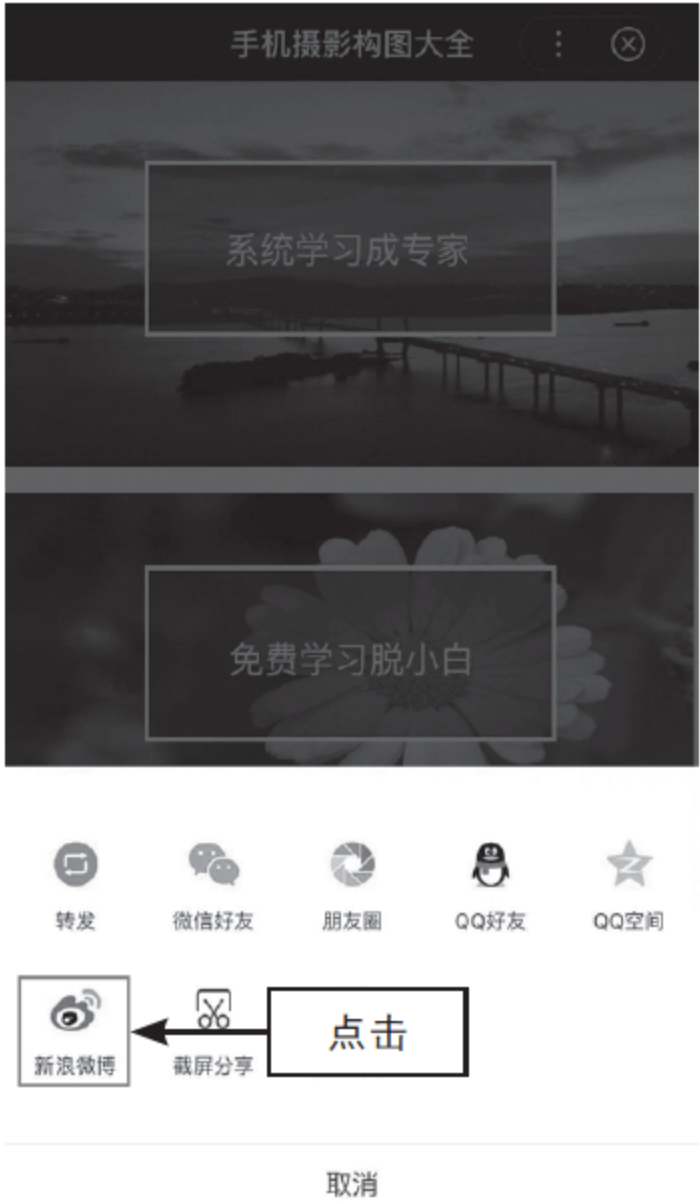 手机摄影构图大全
系统学习成专家
免费学习脱小白
转发 微信好友 朋友圈 QQ好友 QQ空间
新浪微博 截屏分享 点击
取消